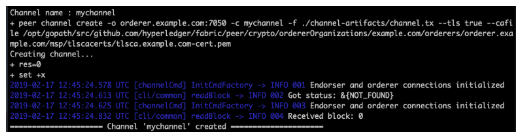 Channel name : mychannel
+ peer channel create -o orderer.example.com:7050 -c mychannel -f ./channel-artifacts/channel.tx --tls true --cafi
le /opt/gopath/src/github.com/hyperledger/fabric/peer/crypto/ordererOrganizations/example.com/orderers/orderer.exa
mple.com/msp/tlscacerts/tlsca.example.com-cert.pem
Creating channel...
+ res=0
+ set +x
2019-02-17 12:45:24.578 UTC [channelCmd] InitCmdFactory -> INFO 001 Endorser and orderer connections initialized
2019-02-17 12:45:24.613 UTC [cli/common] readBlock -> INFO 002 Got status: &{NOT_FOUND}
2019-02-17 12:45:24.625 UTC [channelCmd] InitCmdFactory -> INFO 003 Endorser and orderer connections initialized
2019-02-17 12:45:24.832 UTC [cli/common] readBlock -> INFO 004 Received block: 0
===================== Channel 'mychannel' created =====================